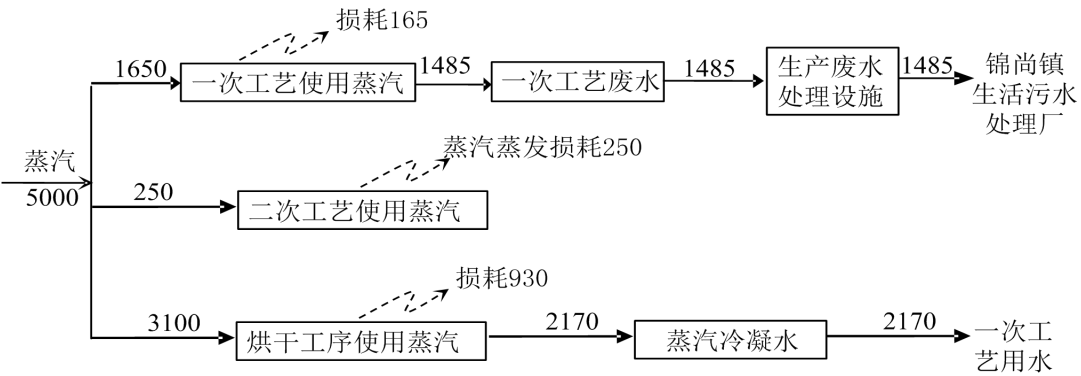 损耗165
1650
一次工艺使用蒸汽
1485
一次工艺废水
1485
生产废水
处理设施
1485
锦尚镇
生活污水
处理厂
蒸汽
5000
蒸汽蒸发损耗250
250
二次工艺使用蒸汽
损耗930
3100
烘干工序使用蒸汽
2170
蒸汽冷凝水
2170
一次工
艺用水